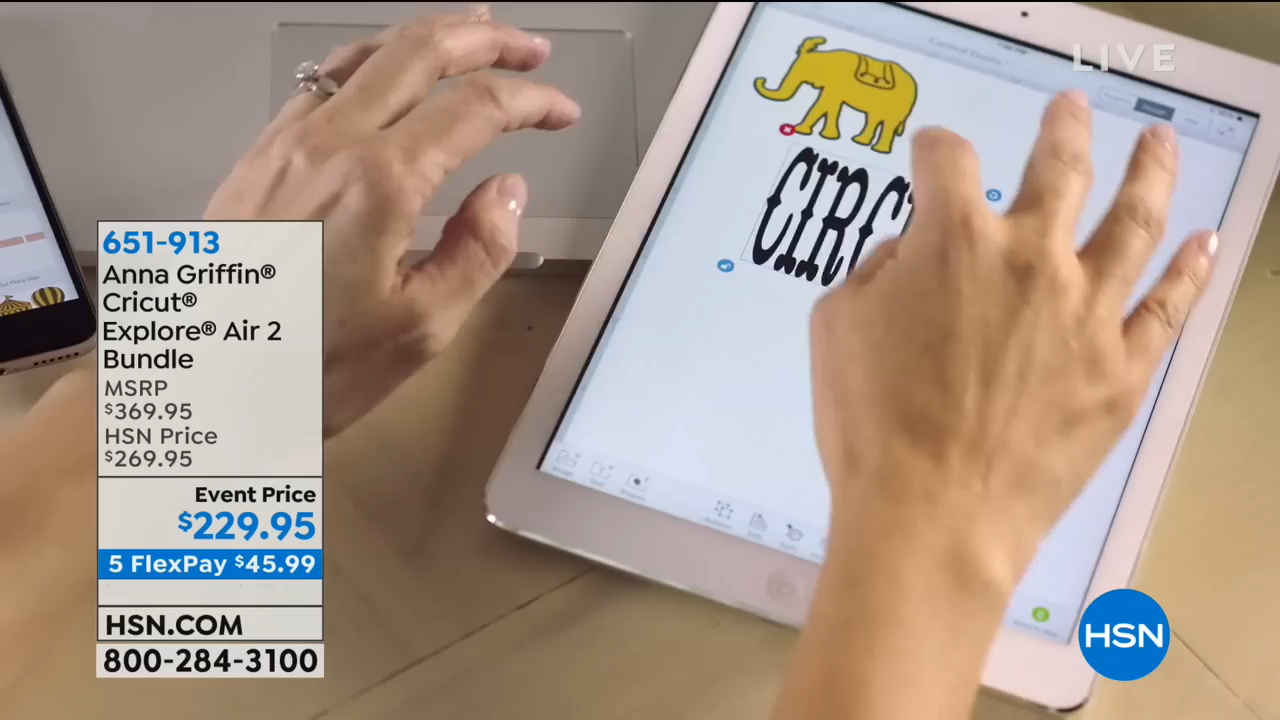 LIVE
CIRC
651-913
Anna Griffin®
Cricut®
Explore® Air 2
Bundle
MSRP
$369.95
HSN Price
$269.95
Event Price
$229.95
5 FlexPay $45.99
HSN.COM
800-284-3100
HSN